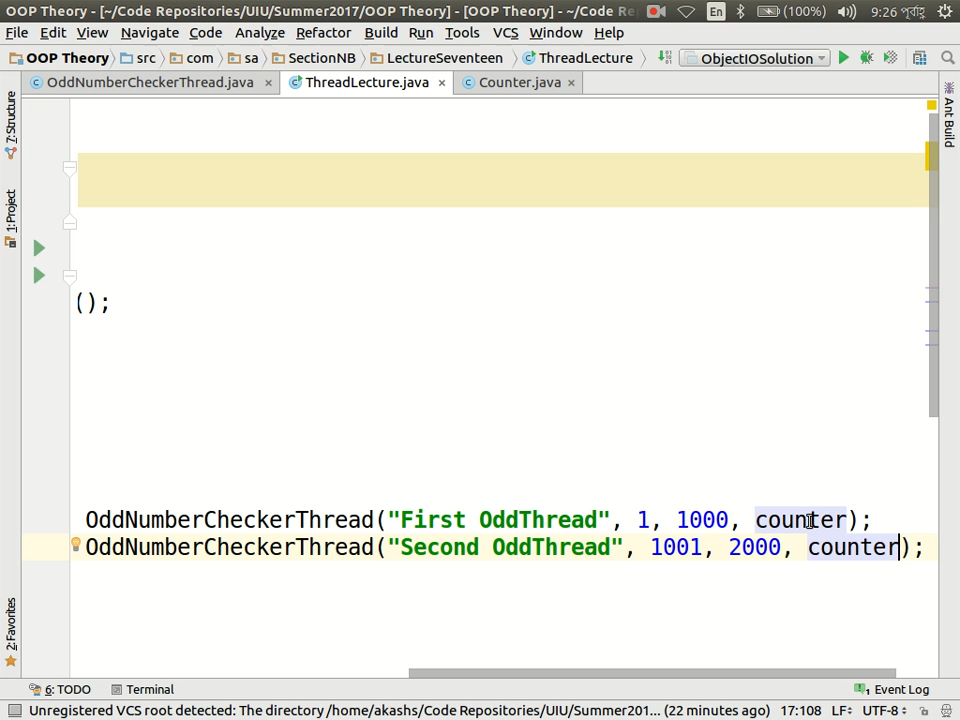 OOP Theory - [~/Code Repositories/UIU/Summer2017/OOP Theory] - [OOP Theory] - ~/Code Re
En (100%) 9:26 পূর্বাহ্ণ
File Edit View Navigate Code Analyze Refactor Build Run Tools VCS Window Help
OOP Theory src com sa SectionNB LectureSeventeen ThreadLecture ObjectIOSolution
OddNumberCheckerThread.java × ThreadLecture.java × Counter.java ×
7: Structure
1: Project
2: Favorites
Ant Build
();
OddNumberCheckerThread("First OddThread", 1, 1000, counter);
OddNumberCheckerThread("Second OddThread", 1001, 2000, counter);
6: TODO Terminal Event Log
Unregistered VCS root detected: The directory /home/akashs/Code Repositories/UIU/Summer201... (22 minutes ago) 17:108 LF÷ UTF-8÷